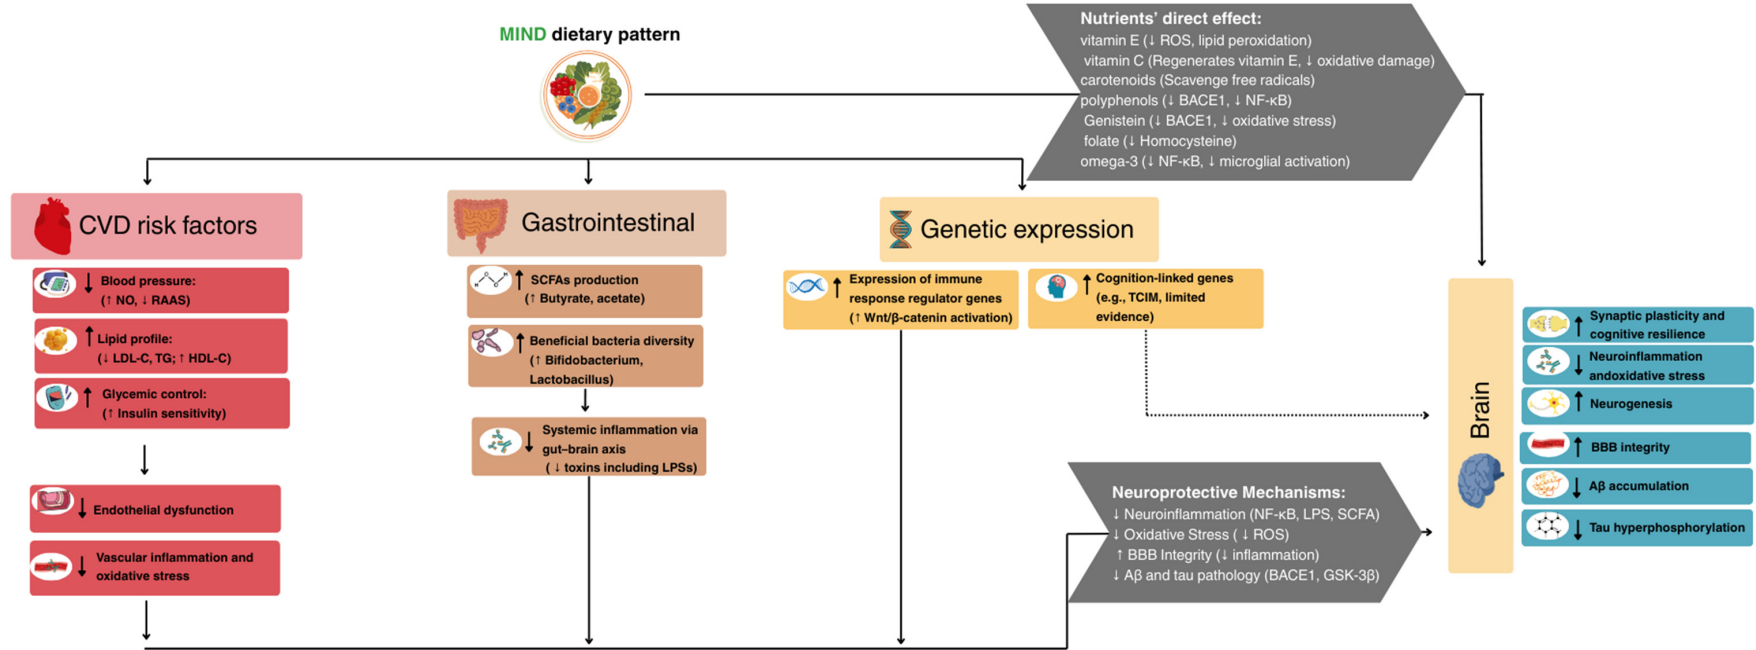 MIND dietary pattern
Nutrients' direct effect:
vitamin E (↓ ROS, lipid peroxidation)
vitamin C (Regenerates vitamin E, ↓ oxidative damage)
carotenoids (Scavenge free radicals)
polyphenols (↓ BACE1, ↓ NF-κB)
Genistein (↓ BACE1, ↓ oxidative stress)
folate (↓ Homocysteine)
omega-3 (↓ NF-κB, ↓ microglial activation)
CVD risk factors
↓ Blood pressure:
(↑ NO, ↓ RAAS)
↑ Lipid profile:
(↓ LDL-C, TG; ↑ HDL-C)
↑ Glycemic control:
(↑ Insulin sensitivity)
↓ Endothelial dysfunction
↓ Vascular inflammation and
oxidative stress
Gastrointestinal
↑ SCFAs production
(↑ Butyrate, acetate)
↑ Beneficial bacteria diversity
(↑ Bifidobacterium,
Lactobacillus)
↓ Systemic inflammation via
gut–brain axis
(↓ toxins including LPSs)
Genetic expression
↑ Expression of immune
response regulator genes
(↑ Wnt/β-catenin activation)
↑ Cognition-linked genes
(e.g., TCIM, limited
evidence)
Neuroprotective Mechanisms:
↓ Neuroinflammation (NF-κB, LPS, SCFA)
↓ Oxidative Stress (↓ ROS)
↑ BBB Integrity (↓ inflammation)
↓ Aβ and tau pathology (BACE1, GSK-3β)
Brain
↑ Synaptic plasticity and
cognitive resilience
↓ Neuroinflammation
andoxidative stress
↑ Neurogenesis
↑ BBB integrity
↓ Aβ accumulation
↓ Tau hyperphosphorylation